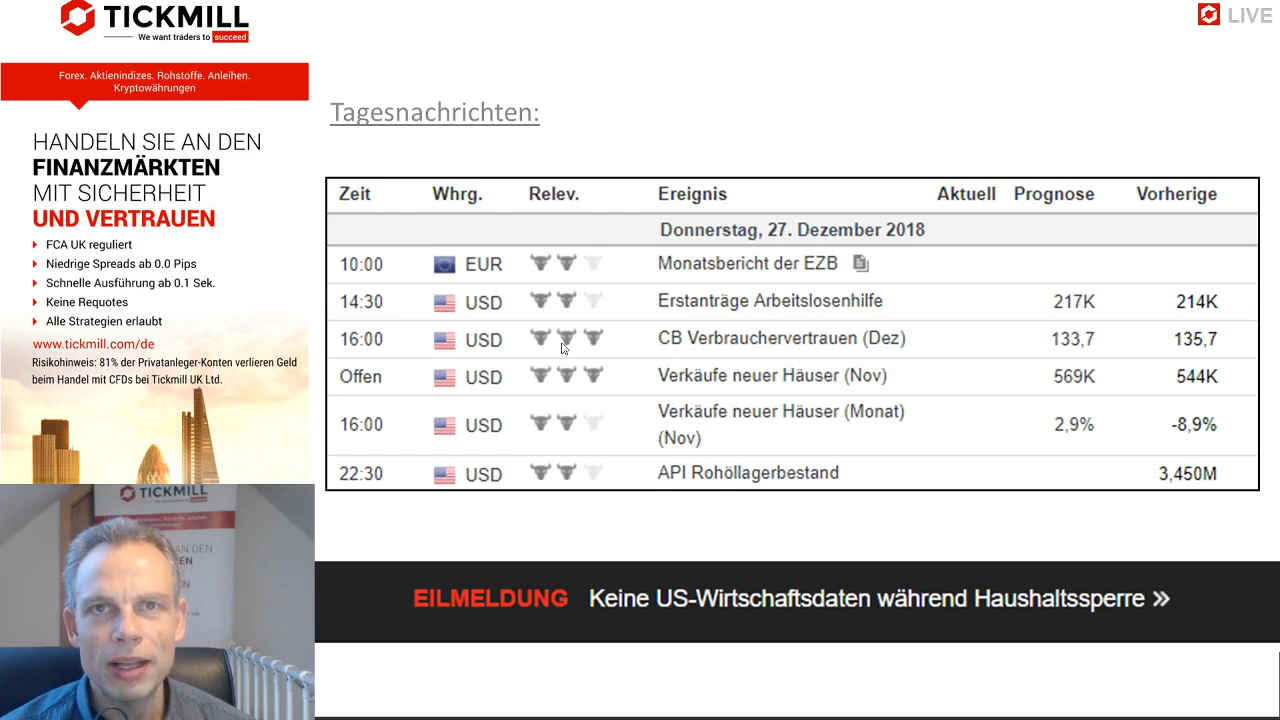 TICKMILL
We want traders to succeed
LIVE
Forex. Aktienindizes. Rohstoffe. Anleihen.
Kryptowährungen
HANDELN SIE AN DEN
FINANZMÄRKTEN
MIT SICHERHEIT
UND VERTRAUEN
FCA UK reguliert
Niedrige Spreads ab 0.0 Pips
Schnelle Ausführung ab 0.1 Sek.
Keine Requotes
Alle Strategien erlaubt
www.tickmill.com/de
Risikohinweis: 81% der Privatanleger-Konten verlieren Geld
beim Handel mit CFDs bei Tickmill UK Ltd.
Tagesnachrichten:
Zeit Whrg. Relev. Ereignis Aktuell Prognose Vorherige
Donnerstag, 27. Dezember 2018
10:00 EUR Monatsbericht der EZB
14:30 USD Erstanträge Arbeitslosenhilfe 217K 214K
16:00 USD CB Verbrauchervertrauen (Dez) 133,7 135,7
Offen USD Verkäufe neuer Häuser (Nov) 569K 544K
16:00 USD Verkäufe neuer Häuser (Monat) 2,9% -8,9%
(Nov)
22:30 USD API Rohöllagerbestand 3,450M
TICKMILL
EILMELDUNG Keine US-Wirtschaftsdaten während Haushaltssperre »